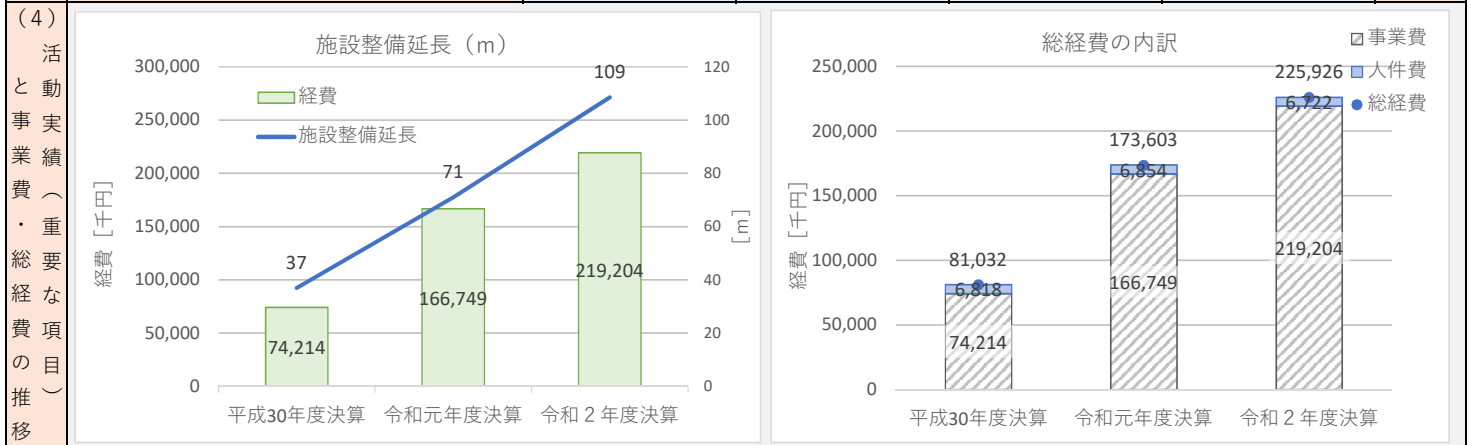 （4）活動実績（重要な項目）
と事業費・総経費の推移
施設整備延長（m）
経費
施設整備延長
経費［千円］
300,000
250,000
200,000
150,000
100,000
50,000
0
[m]
120
100
80
60
40
20
0
37
71
109
74,214
166,749
219,204
平成30年度決算
令和元年度決算
令和２年度決算
総経費の内訳
事業費
人件費
総経費
経費［千円］
250,000
200,000
150,000
100,000
50,000
0
81,032
6,818
74,214
173,603
6,854
166,749
225,926
6,722
219,204
平成30年度決算
令和元年度決算
令和２年度決算